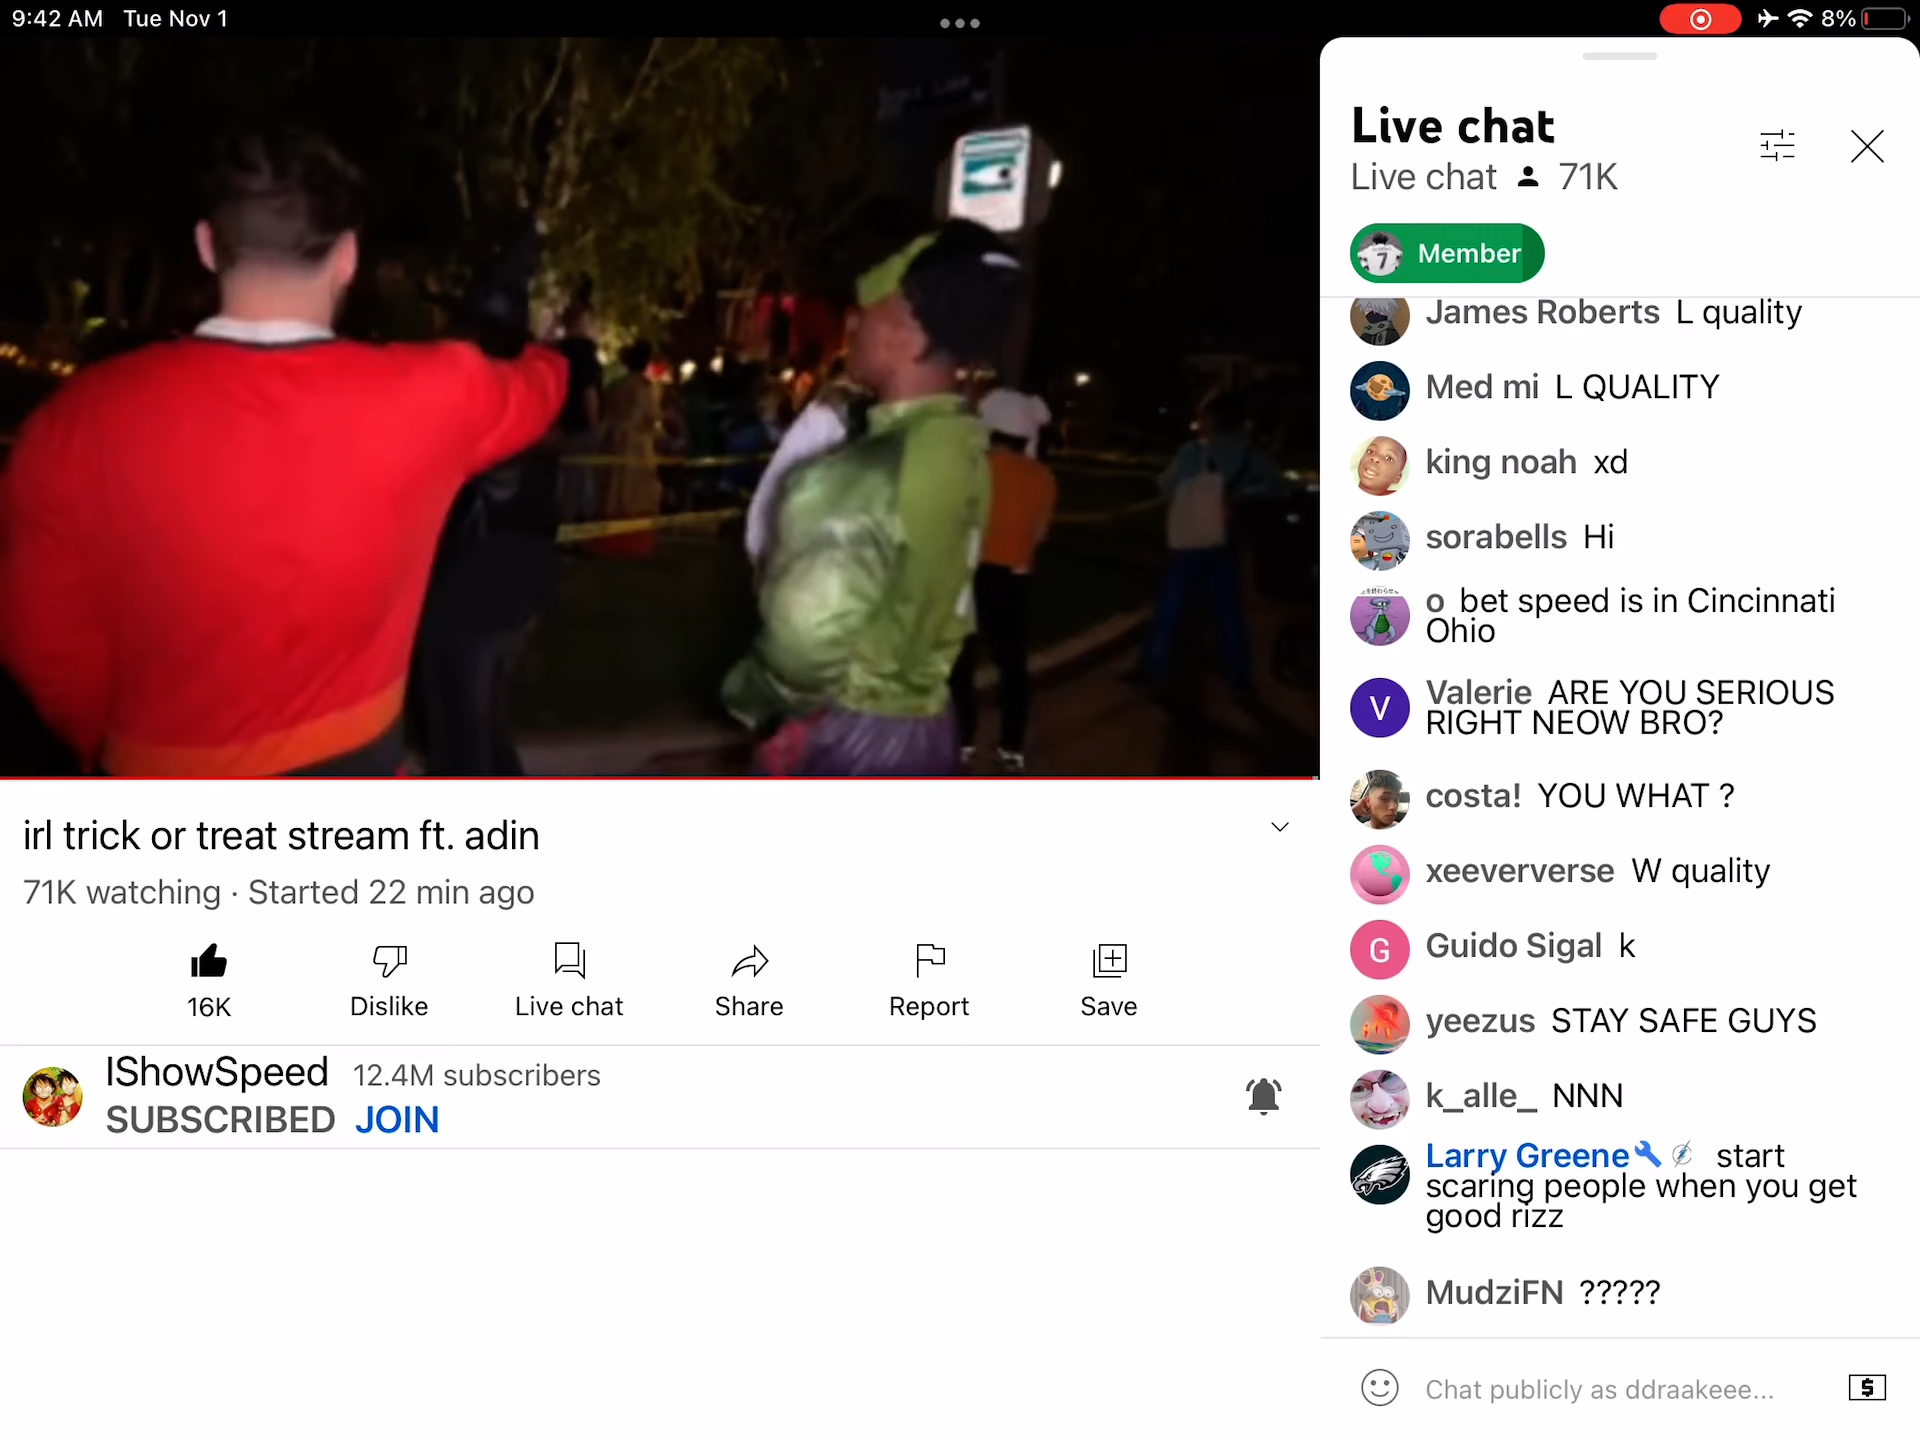 9:42 AM Tue Nov 1
8%
Live chat
Live chat 71K
7 Member
James Roberts L quality
Med mi L QUALITY
king noah xd
sorabells Hi
o bet speed is in Cincinnati
Ohio
V Valerie ARE YOU SERIOUS
RIGHT NEOW BRO?
costa! YOU WHAT ?
xeeververse W quality
G Guido Sigal k
yeezus STAY SAFE GUYS
k_alle_ NNN
Larry Greene start
scaring people when you get
good rizz
MudziFN ?????
Chat publicly as ddraakeee...
$
irl trick or treat stream ft. adin
71K watching · Started 22 min ago
16K Dislike Live chat Share Report Save
IShowSpeed 12.4M subscribers
SUBSCRIBED JOIN